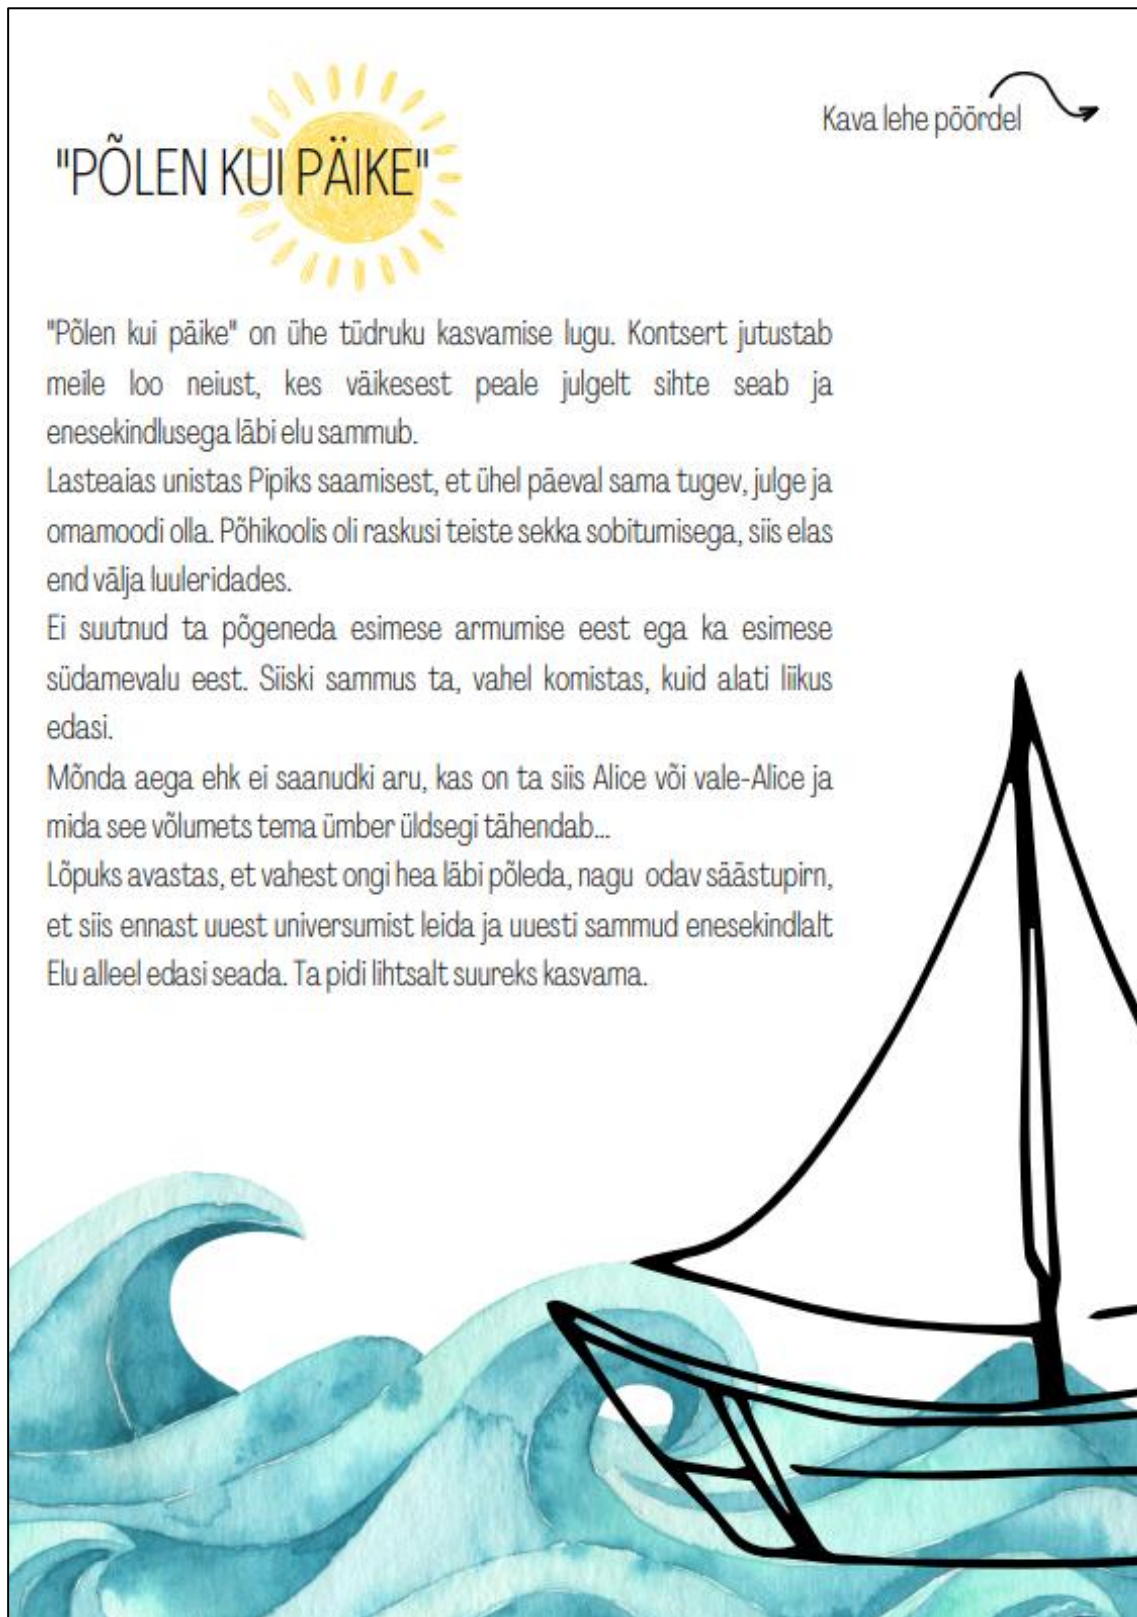 Kava lehe pöördel
"PÕLEN KUI PÄIKE"
"Põlen kui päike" on ühe tüdruku kasvamise lugu. Kontsert jutustab
meile loo neiust, kes väikesest peale julgelt sihte seab ja
enesekindlusega läbi elu sammub.
Lasteaias unistas Pipiks saamisest, et ühel päeval sama tugev, julge ja
omamoodi olla. Põhikoolis oli raskusi teiste sekka sobitumisega, siis elas
end välja luuleridades.
Ei suutnud ta põgeneda esimese armumise eest ega ka esimese
südamevalu eest. Siiski sammus ta, vahel komistas, kuid alati liikus
edasi.
Mõnda aega ehk ei saanudki aru, kas on ta siis Alice või vale-Alice ja
mida see võlumets tema ümber üldsegi tähendab...
Lõpuks avastas, et vahest ongi hea läbi põleda, nagu odav säästupirn,
et siis ennast uuest universumist leida ja uuesti sammud enesekindlalt
Elu alleel edasi seada. Ta pidi lihtsalt suureks kasvama.